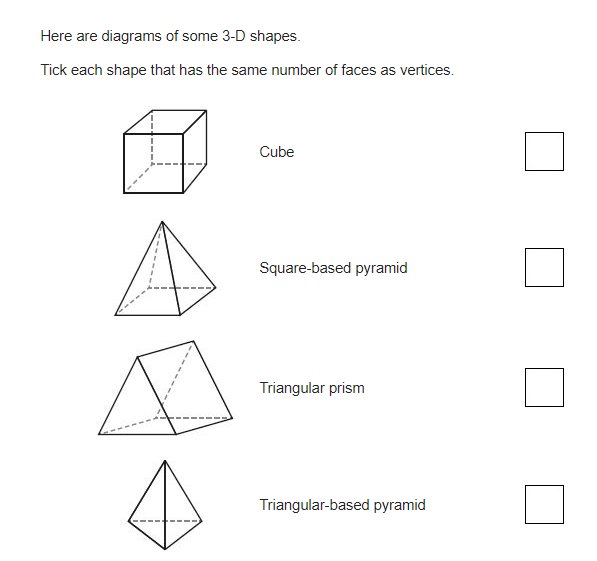 Here are diagrams of some 3-D shapes.
Tick each shape that has the same number of faces as vertices.
Cube
Square-based pyramid
Triangular prism
Triangular-based pyramid